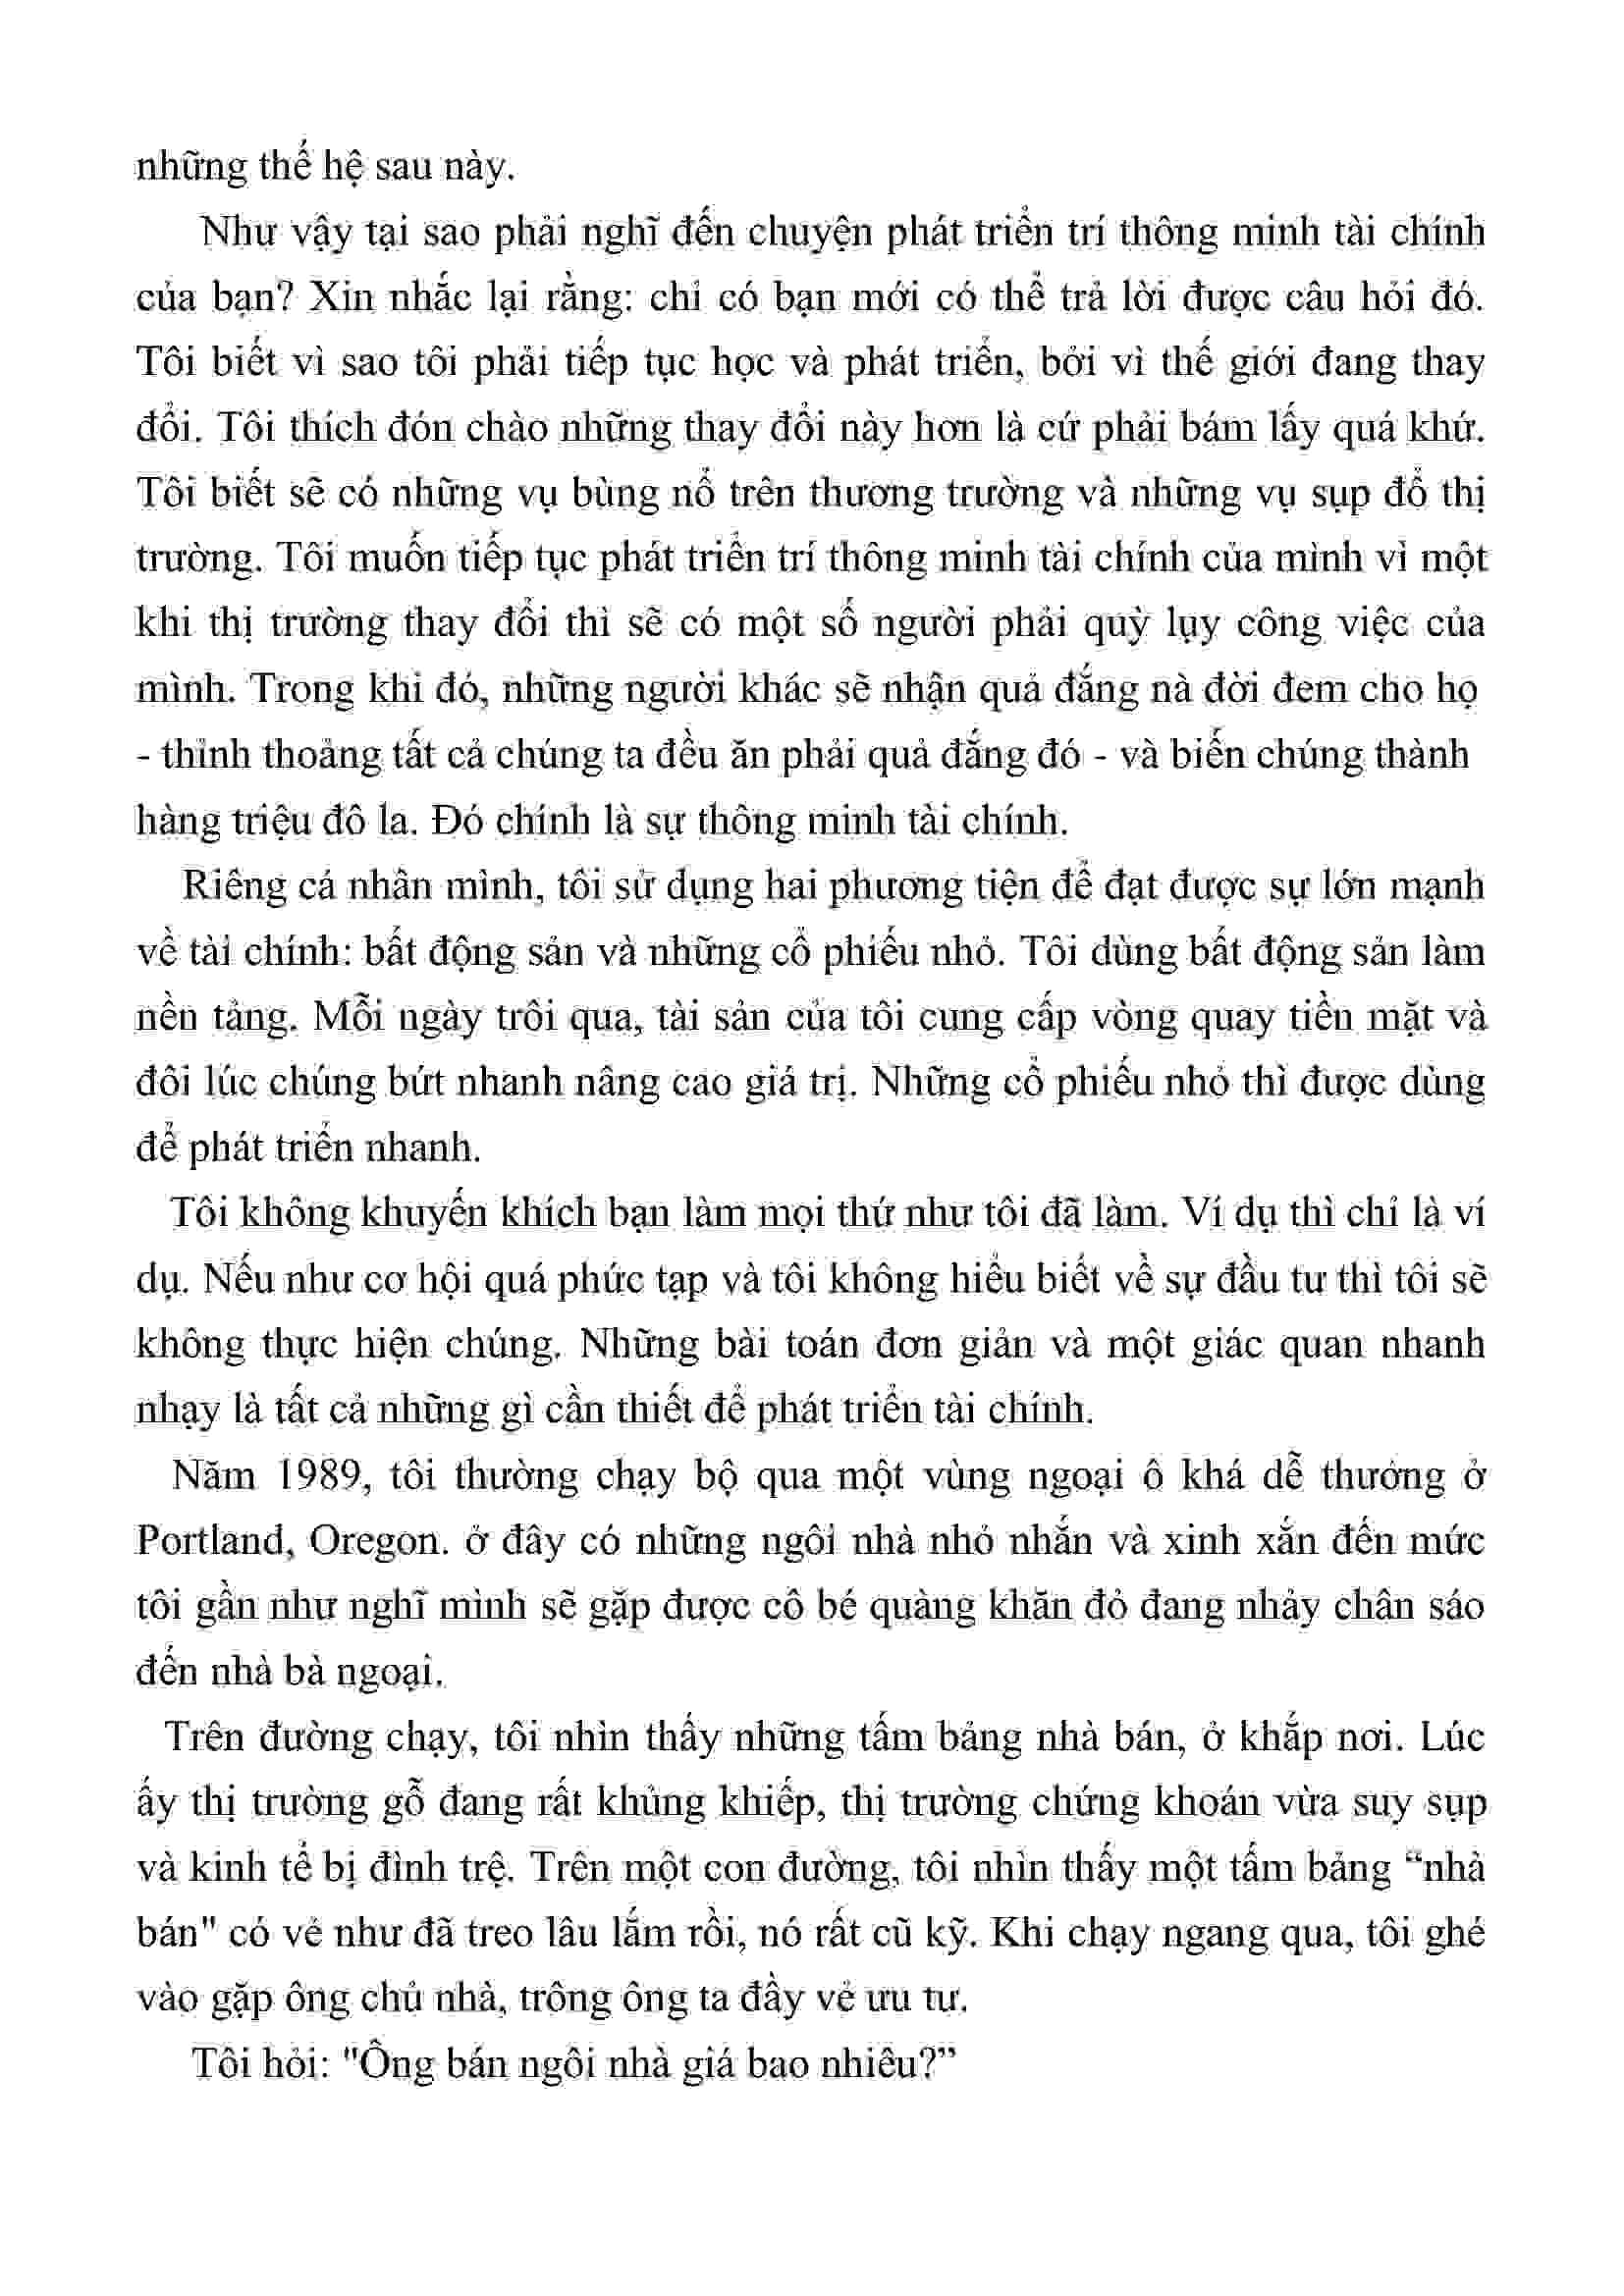 những thế hệ sau này.
Như vậy tại sao phải nghĩ đến chuyện phát triển trí thông minh tài chính
của bạn? Xin nhắc lại rằng: chỉ có bạn mới có thể trả lời được câu hỏi đó.
Tôi biết vì sao tôi phải tiếp tục học và phát triển, bởi vì thế giới đang thay
đổi. Tôi thích đón chào những thay đổi này hơn là cứ phải bám lấy quá khứ.
Tôi biết sẽ có những vụ bùng nổ trên thương trường và những vụ sụp đổ thị
trường. Tôi muốn tiếp tục phát triển trí thông minh tài chính của mình vì một
khi thị trường thay đổi thì sẽ có một số người phải quỳ lụy công việc của
mình. Trong khi đó, những người khác sẽ nhận quả đắng nà đời đem cho họ
- thỉnh thoảng tất cả chúng ta đều ăn phải quả đắng đó - và biến chúng thành
hàng triệu đô la. Đó chính là sự thông minh tài chính.
Riêng cá nhân mình, tôi sử dụng hai phương tiện để đạt được sự lớn mạnh
về tài chính: bất động sản và những cổ phiếu nhỏ. Tôi dùng bất động sản làm
nền tảng. Mỗi ngày trôi qua, tài sản của tôi cung cấp vòng quay tiền mặt và
đôi lúc chúng bứt nhanh nâng cao giá trị. Những cổ phiếu nhỏ thì được dùng
để phát triển nhanh.
Tôi không khuyến khích bạn làm mọi thứ như tôi đã làm. Ví dụ thì chỉ là ví
dụ. Nếu như cơ hội quá phức tạp và tôi không hiểu biết về sự đầu tư thì tôi sẽ
không thực hiện chúng. Những bài toán đơn giản và một giác quan nhanh
nhạy là tất cả những gì cần thiết để phát triển tài chính.
Năm 1989, tôi thường chạy bộ qua một vùng ngoại ô khá dễ thưởng ở
Portland, Oregon. ở đây có những ngôi nhà nhỏ nhắn và xinh xắn đến mức
tôi gần như nghĩ mình sẽ gặp được cô bé quàng khăn đỏ đang nhảy chân sáo
đến nhà bà ngoại.
Trên đường chạy, tôi nhìn thấy những tấm bảng nhà bán, ở khắp nơi. Lúc
ấy thị trường gỗ đang rất khủng khiếp, thị trường chứng khoán vừa suy sụp
và kinh tể bị đình trệ. Trên một con đường, tôi nhìn thấy một tấm bảng “nhà
bán" có vẻ như đã treo lâu lắm rồi, nó rất cũ kỹ. Khi chạy ngang qua, tôi ghé
vào gặp ông chủ nhà, trông ông ta đầy vẻ ưu tư.
Tôi hỏi: "Ông bán ngôi nhà giá bao nhiêu?”